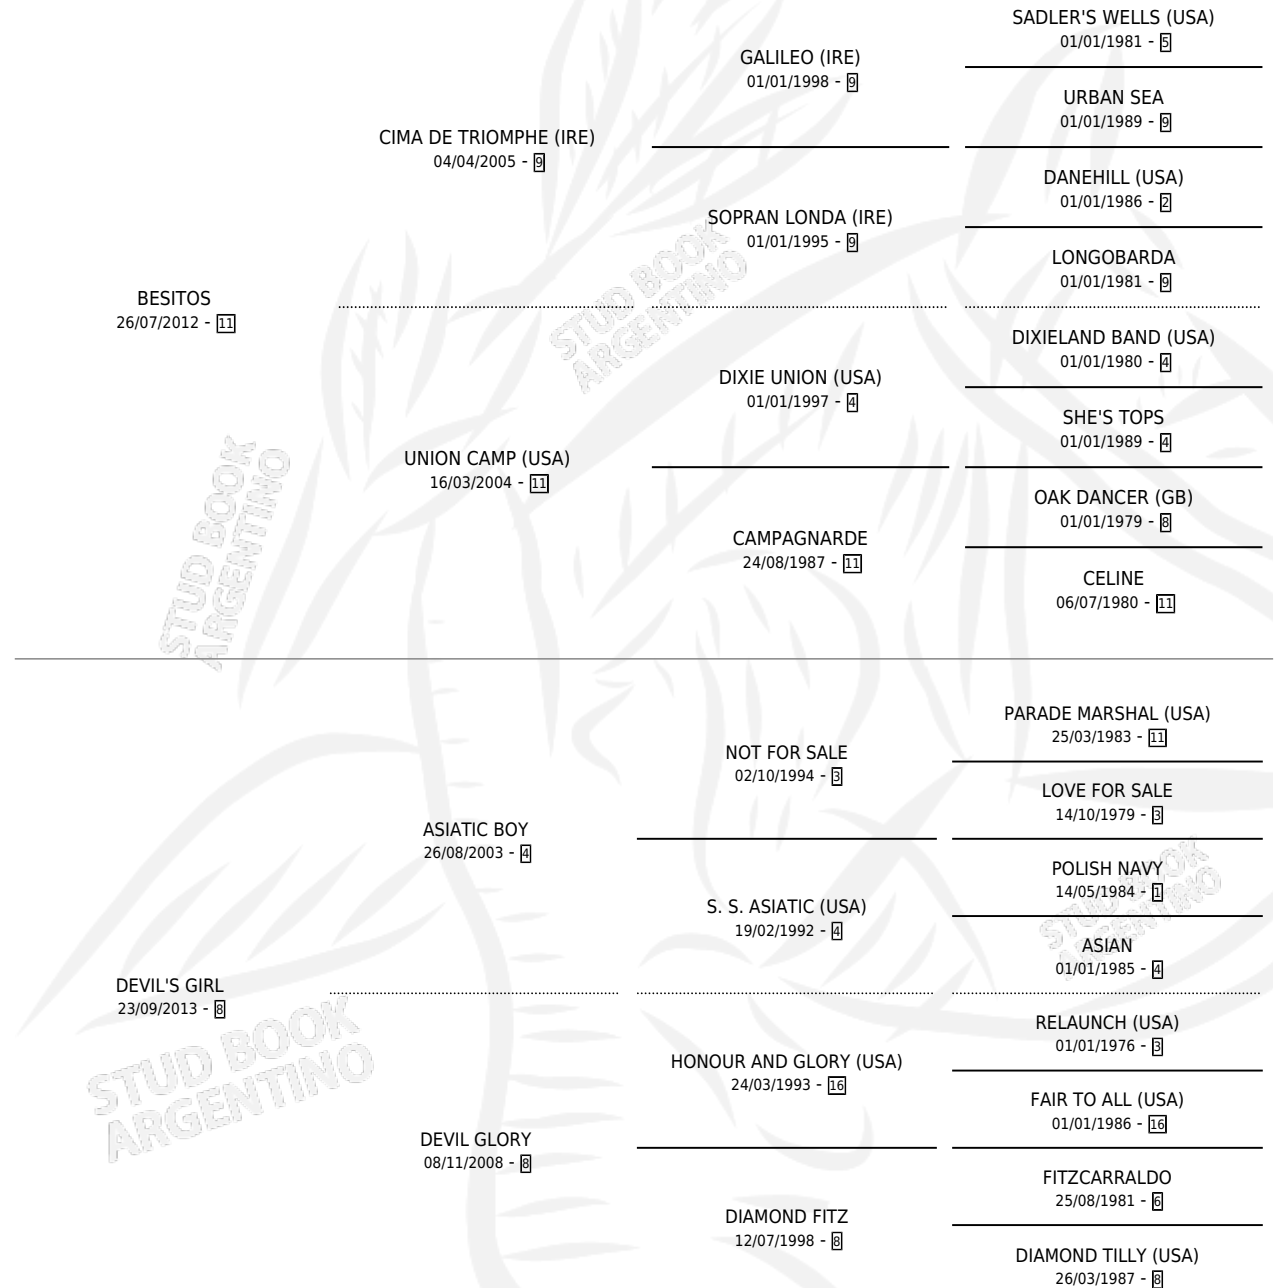 SADLER'S WELLS (USA)
01/01/1981 - 5
GALILEO (IRE)
01/01/1998 - 9
URBAN SEA
01/01/1989 - 9
CIMA DE TRIOMPHE (IRE)
04/04/2005 - 9
DANEHILL (USA)
01/01/1986 - 2
SOPRAN LONDA (IRE)
01/01/1995 - 9
LONGOBARDA
01/01/1981 - 9
BESITOS
26/07/2012 - 11
DIXIELAND BAND (USA)
01/01/1980 - 4
DIXIE UNION (USA)
01/01/1997 - 4
SHE'S TOPS
01/01/1989 - 4
UNION CAMP (USA)
16/03/2004 - 11
OAK DANCER (GB)
01/01/1979 - 8
CAMPAGNARDE
24/08/1987 - 11
CELINE
06/07/1980 - 11
PARADE MARSHAL (USA)
25/03/1983 - 11
NOT FOR SALE
02/10/1994 - 3
LOVE FOR SALE
14/10/1979 - 3
ASIATIC BOY
26/08/2003 - 4
POLISH NAVY
14/05/1984 - 1
S. S. ASIATIC (USA)
19/02/1992 - 4
ASIAN
01/01/1985 - 4
DEVIL'S GIRL
23/09/2013 - 8
RELAUNCH (USA)
01/01/1976 - 3
HONOUR AND GLORY (USA)
24/03/1993 - 16
FAIR TO ALL (USA)
01/01/1986 - 16
DEVIL GLORY
08/11/2008 - 8
FITZCARRALDO
25/08/1981 - 6
DIAMOND FITZ
12/07/1998 - 8
DIAMOND TILLY (USA)
26/03/1987 - 8
STUD BOOK
ARGENTINO
STUD BOOK
ARGENTINO
STUD BOOK
ARGENTINO
STUD BOOK
ARGENTINO